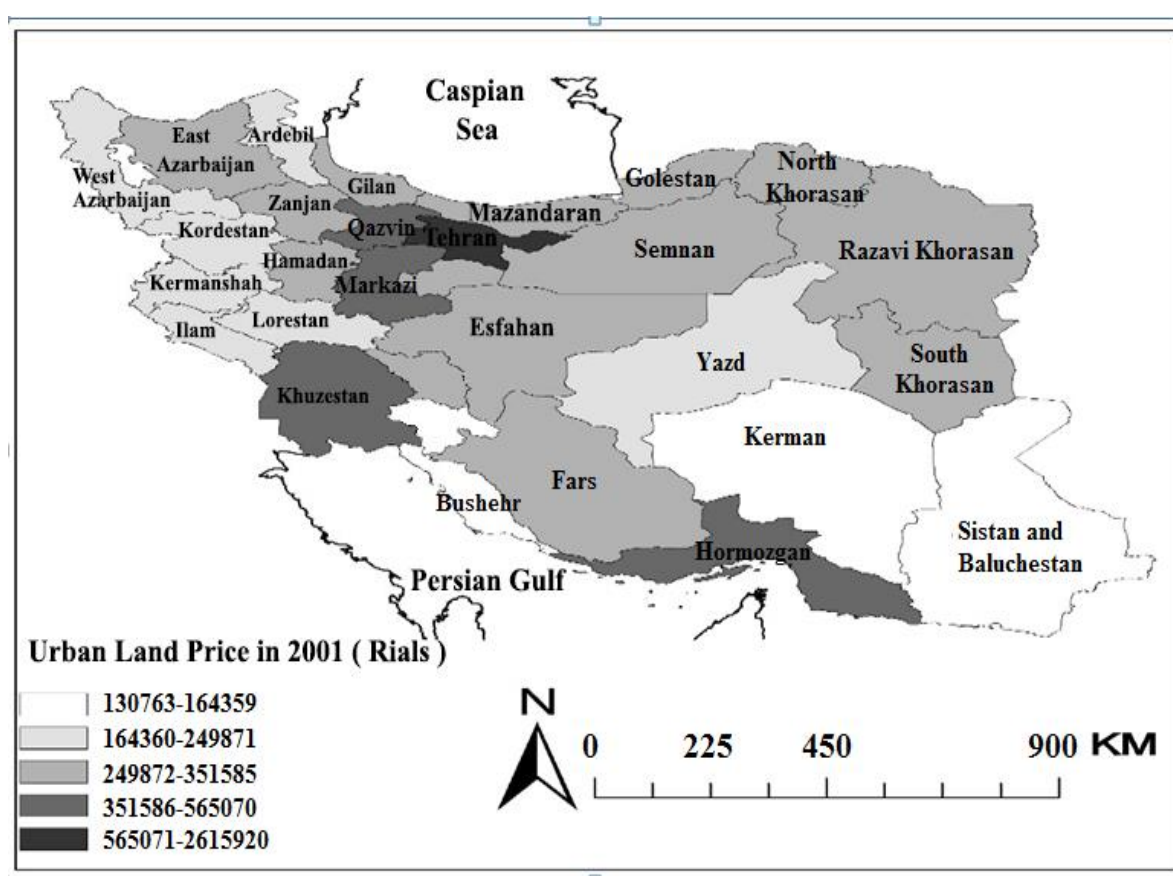 Caspian
Sea
East
Azarbaijan
Ardebil
West
Azarbaijan
Gilan
Golestan
North
Khorasan
Zanjan
Mazandaran
Kordestan
Qazvin
Tehran
Semnan
Razavi Khorasan
Hamadan
Kermanshah
Markazi
Ilam
Lorestan
Esfahan
Yazd
South
Khorasan
Khuzestan
Kerman
Fars
Bushehr
Hormozgan
Sistan and
Baluchestan
Persian Gulf
Urban Land Price in 2001 ( Rials )
130763-164359
164360-249871
249872-351585
351586-565070
565071-2615920
N
0 225 450 900 KM